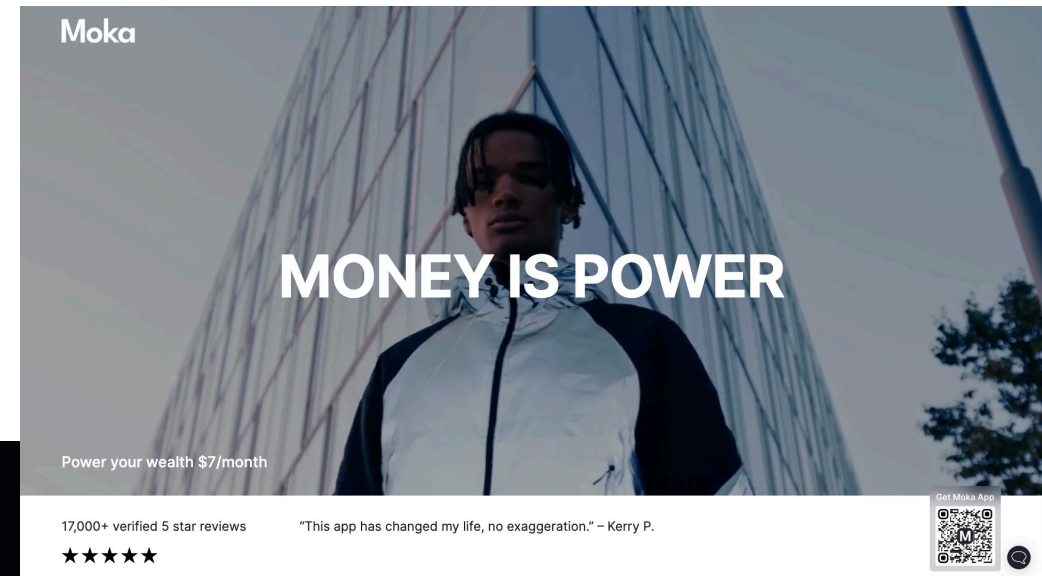 Moka
MONEY IS POWER
Power your wealth $7/month
17,000+ verified 5 star reviews
“This app has changed my life, no exaggeration.” – Kerry P.
Get Moka App
M